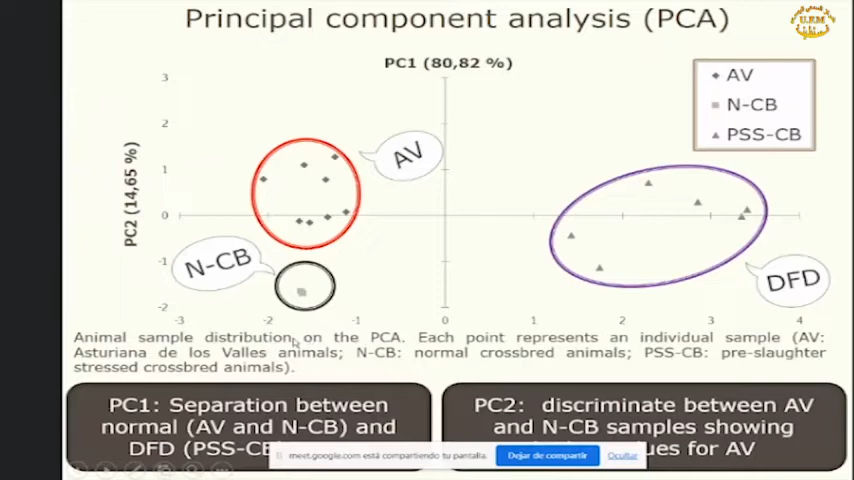 Principal component analysis (PCA)
U.P.M
PC1 (80,82 %)
PC2 (14,65 %)
3
2
1
0
-1
-2
-3
-2
-1
0
1
2
3
4
AV
N-CB
PSS-CB
AV
N-CB
DFD
Animal sample distribution on the PCA. Each point represents an individual sample (AV:
Asturiana de los Valles animals; N-CB: normal crossbred animals; PSS-CB: pre-slaughter
stressed crossbred animals).
PC1: Separation between
normal (AV and N-CB) and
DFD (PSS-CB
PC2: discriminate between AV
and N-CB samples showing
ues for AV
meet.google.com está compartiendo tu pantalla.
Dejar de compartir
Ocultar